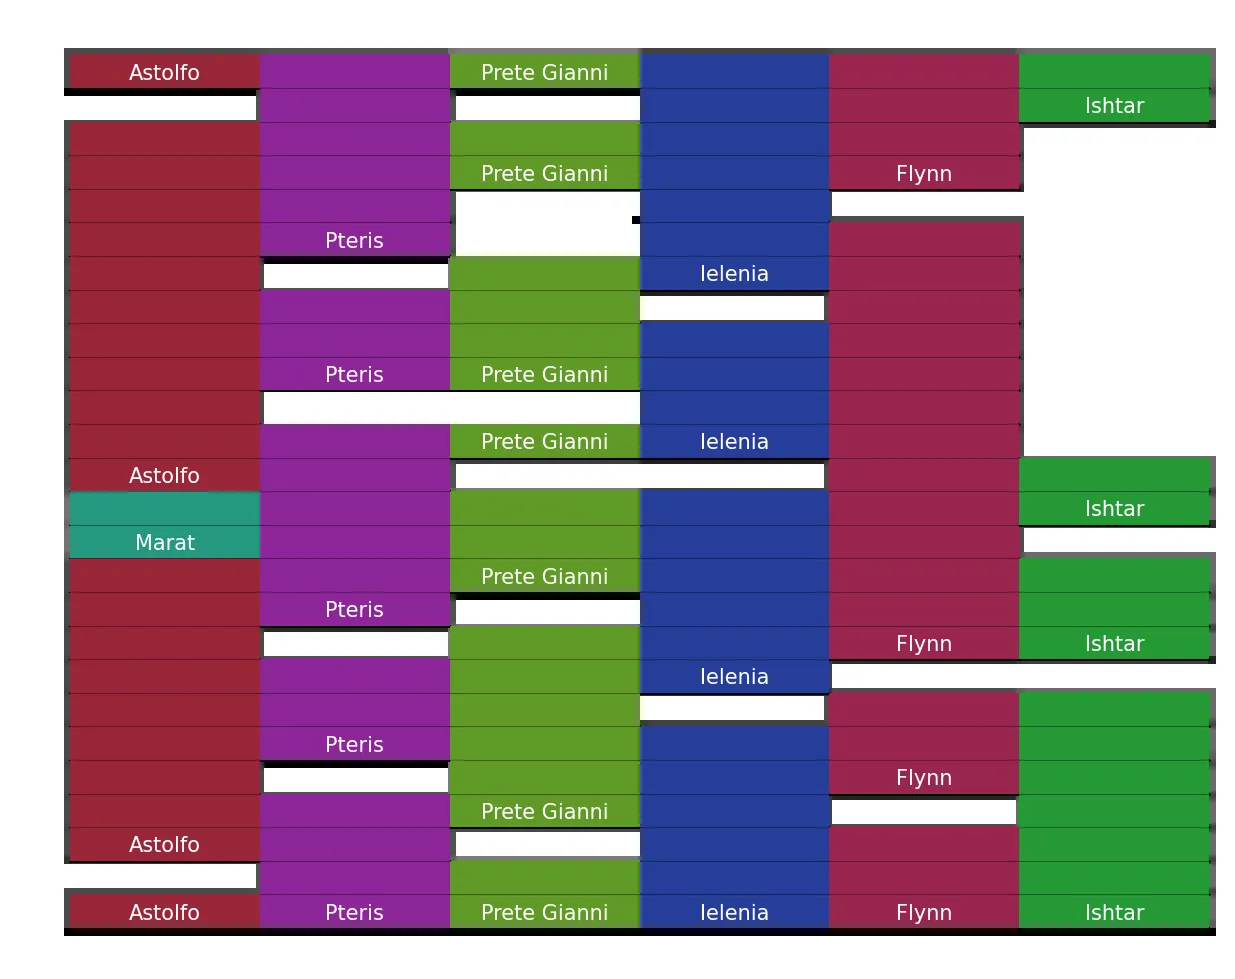 Astolfo Prete Gianni
Ishtar
Prete Gianni Flynn
Pteris
Ielenia
Pteris Prete Gianni
Prete Gianni Ielenia
Astolfo
Ishtar
Marat
Prete Gianni
Pteris
Flynn Ishtar
Ielenia
Pteris
Flynn
Prete Gianni
Astolfo
Astolfo Pteris Prete Gianni Ielenia Flynn Ishtar